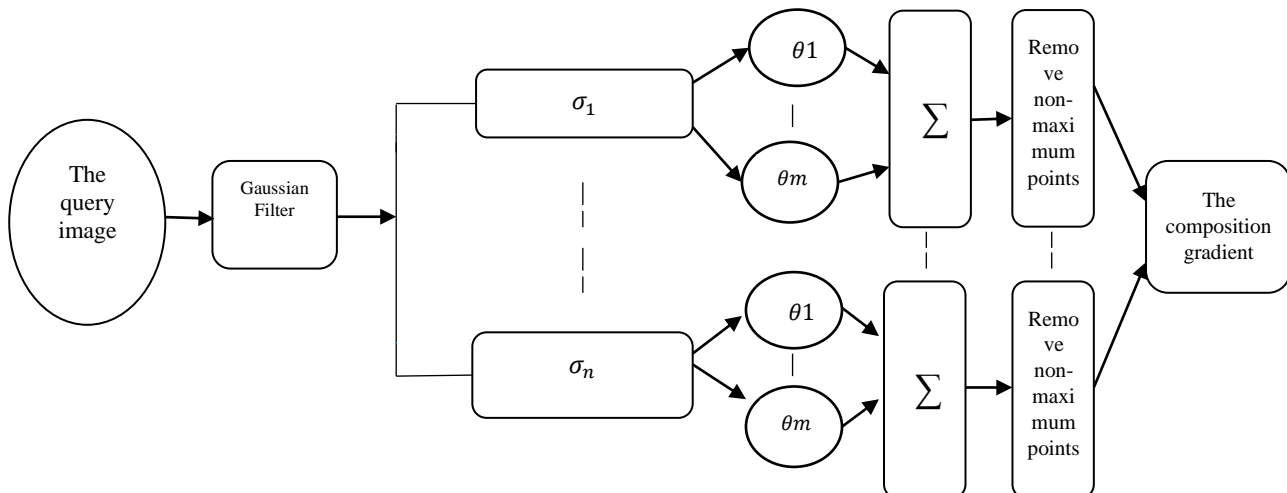 The
query
image
Gaussian
Filter
σ₁
θ1
θm
∑
Remo
ve
non-
maxi
mum
points
σₙ
θ1
θm
∑
Remo
ve
non-
maxi
mum
points
The
composition
gradient